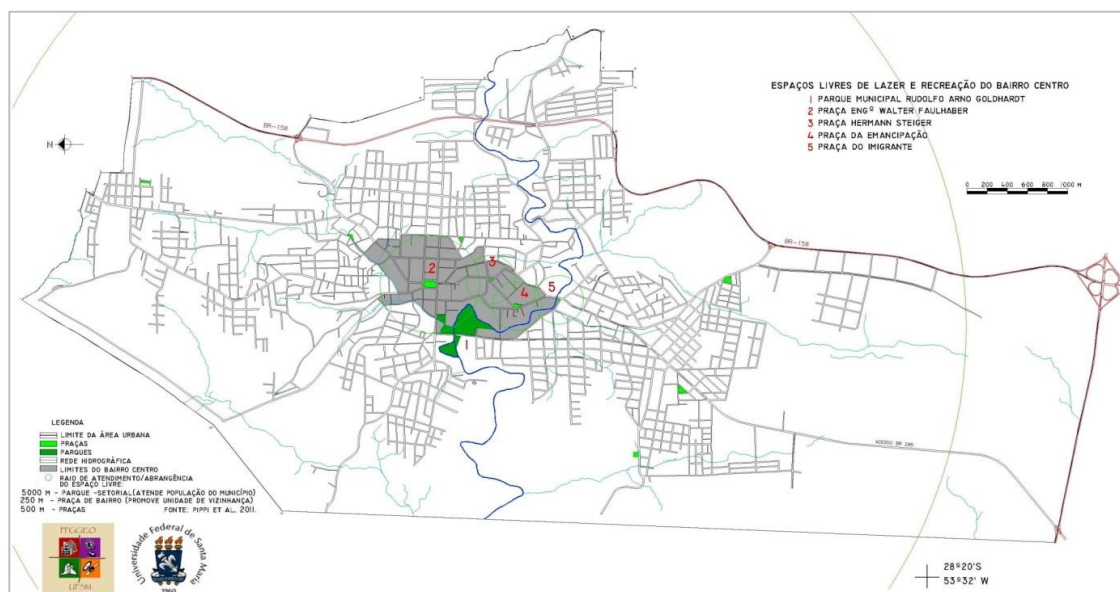 ESPAÇOS LIVRES DE LAZER E RECREAÇÃO DO BAIRRO CENTRO
1 PARQUE MUNICIPAL RUDOLFO ARNO GOLDHARDT
2 PRAÇA ENGº WALTER FAULHABER
3 PRAÇA HERMANN STEIGER
4 PRAÇA DA EMANCIPAÇÃO
5 PRAÇA DO IMIGRANTE
0 200 400 600 800 1000 M
BR-158
N
BR-158
2
3
4
5
1
ACESSO BR 285
LEGENDA
LIMITE DA ÁREA URBANA
PRAÇAS
PARQUES
REDE HIDROGRÁFICA
LIMITES DO BAIRRO CENTRO
RAIO DE ATENDIMENTO/ABRANGÊNCIA
DO ESPAÇO LIVRE:
5000 M - PARQUE -SETORIAL(ATENDE POPULAÇÃO DO MUNICÍPIO)
250 M - PRAÇA DE BAIRRO (PROMOVE UNIDADE DE VIZINHANÇA)
500 M - PRAÇAS FONTE: PIPPI ET AL. 2011.
PPGGEO
UFSM
Universidade Federal de Santa Maria
1960
28º20'S
53º32' W